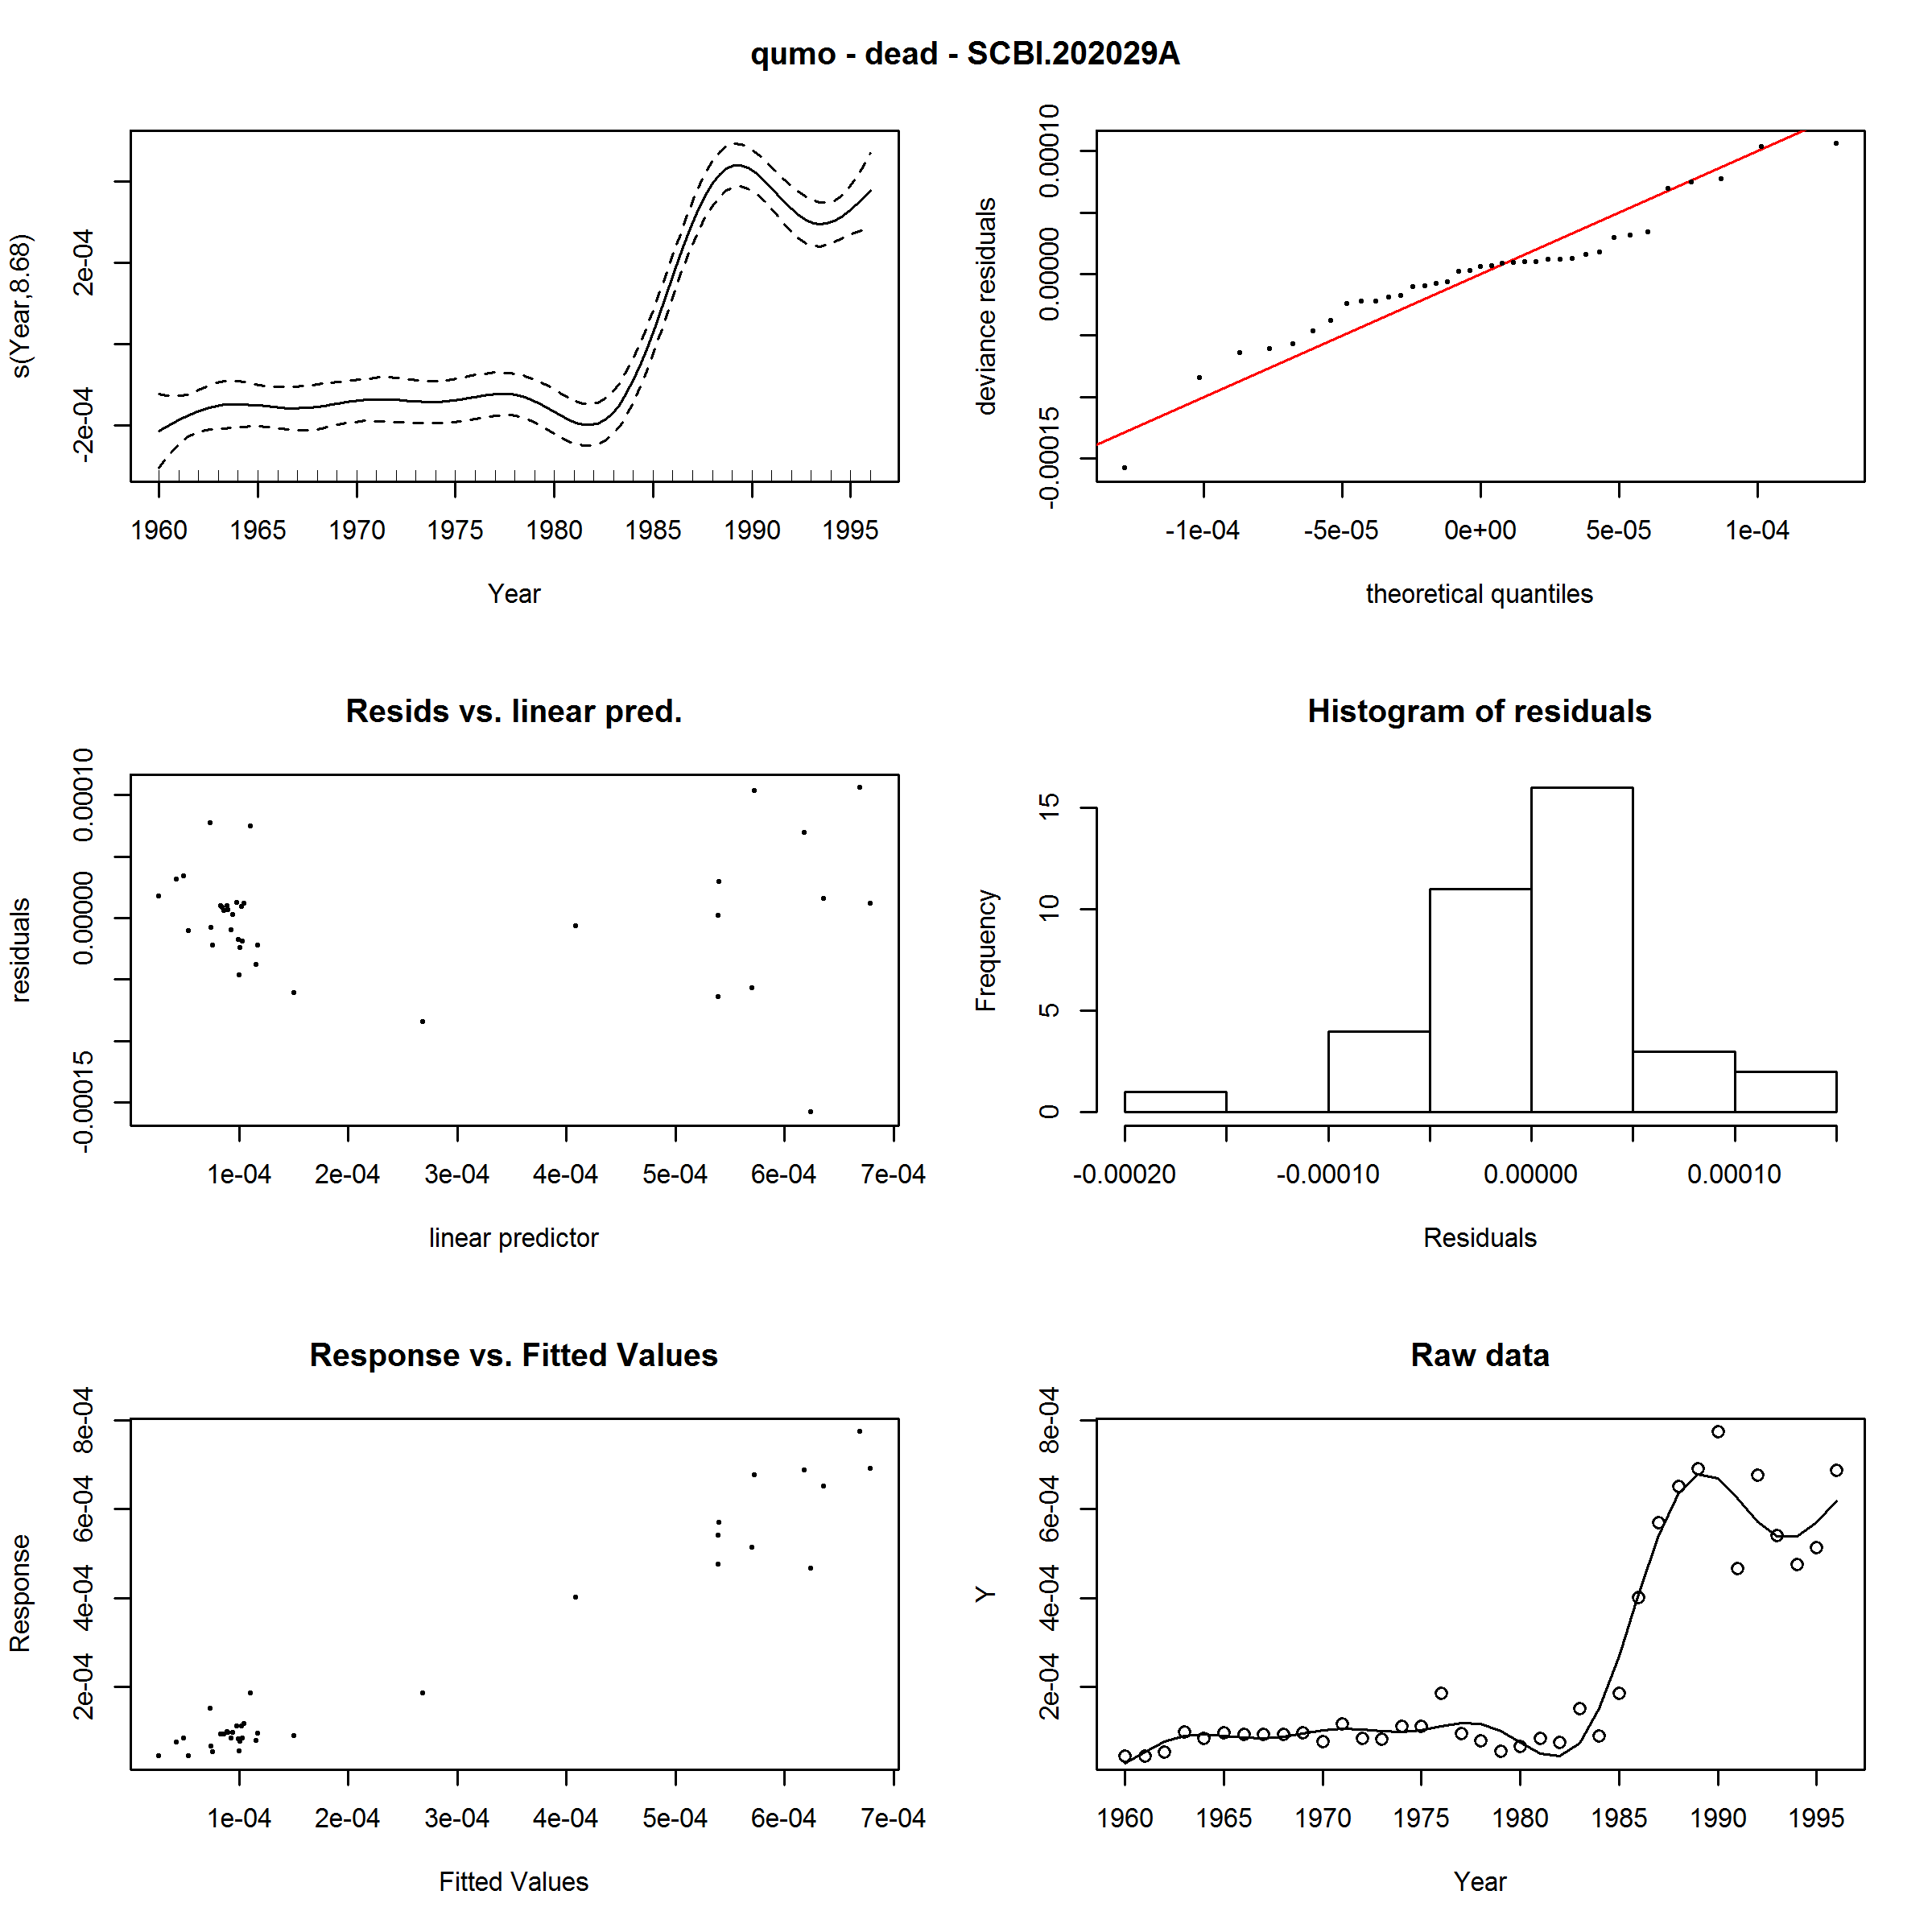 qumo - dead - SCBI.202029A
s(Year,8.68)
-2e-04 2e-04
1960 1965 1970 1975 1980 1985 1990 1995
Year
deviance residuals
-0.00015 0.00000 0.00010
-1e-04 -5e-05 0e+00 5e-05 1e-04
theoretical quantiles
Resids vs. linear pred.
residuals
-0.00015 0.00000 0.00010
1e-04 2e-04 3e-04 4e-04 5e-04 6e-04 7e-04
linear predictor
Histogram of residuals
Frequency
0 5 10 15
-0.00020 -0.00010 0.00000 0.00010
Residuals
Response vs. Fitted Values
Response
2e-04 4e-04 6e-04 8e-04
1e-04 2e-04 3e-04 4e-04 5e-04 6e-04 7e-04
Fitted Values
Raw data
Y
2e-04 4e-04 6e-04 8e-04
1960 1965 1970 1975 1980 1985 1990 1995
Year